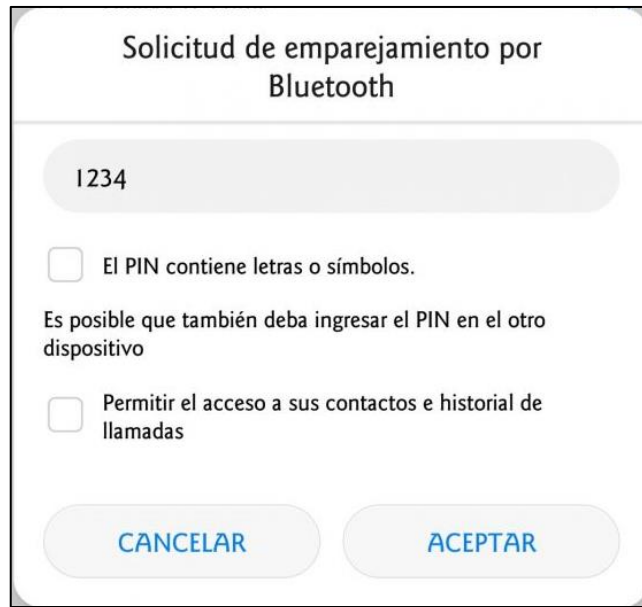 Solicitud de emparejamiento por
Bluetooth
1234
El PIN contiene letras o símbolos.
Es posible que también deba ingresar el PIN en el otro
dispositivo
Permitir el acceso a sus contactos e historial de
llamadas
CANCELAR
ACEPTAR